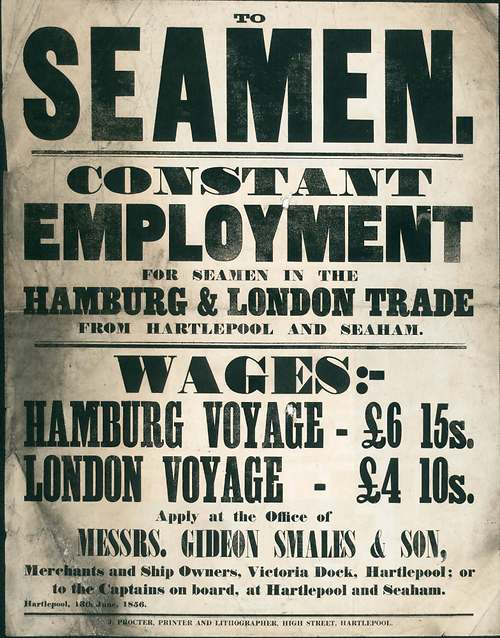 TO
SEAMEN.
CONSTANT
EMPLOYMENT
FOR SEAMEN IN THE
HAMBURG & LONDON TRADE
FROM HARTLEPOOL AND SEAHAM.
WAGES:-
HAMBURG VOYAGE - £6 15s.
LONDON VOYAGE - £4 10s.
Apply at the Office of
MESSRS. GIDEON SMALES & SON,
Merchants and Ship Owners, Victoria Dock, Hartlepool; or
to the Captains on board, at Hartlepool and Seaham.
Hartlepool, 13th June, 1856.
J. PROCTER, PRINTER AND LITHOGRAPHER, HIGH STREET, HARTLEPOOL.